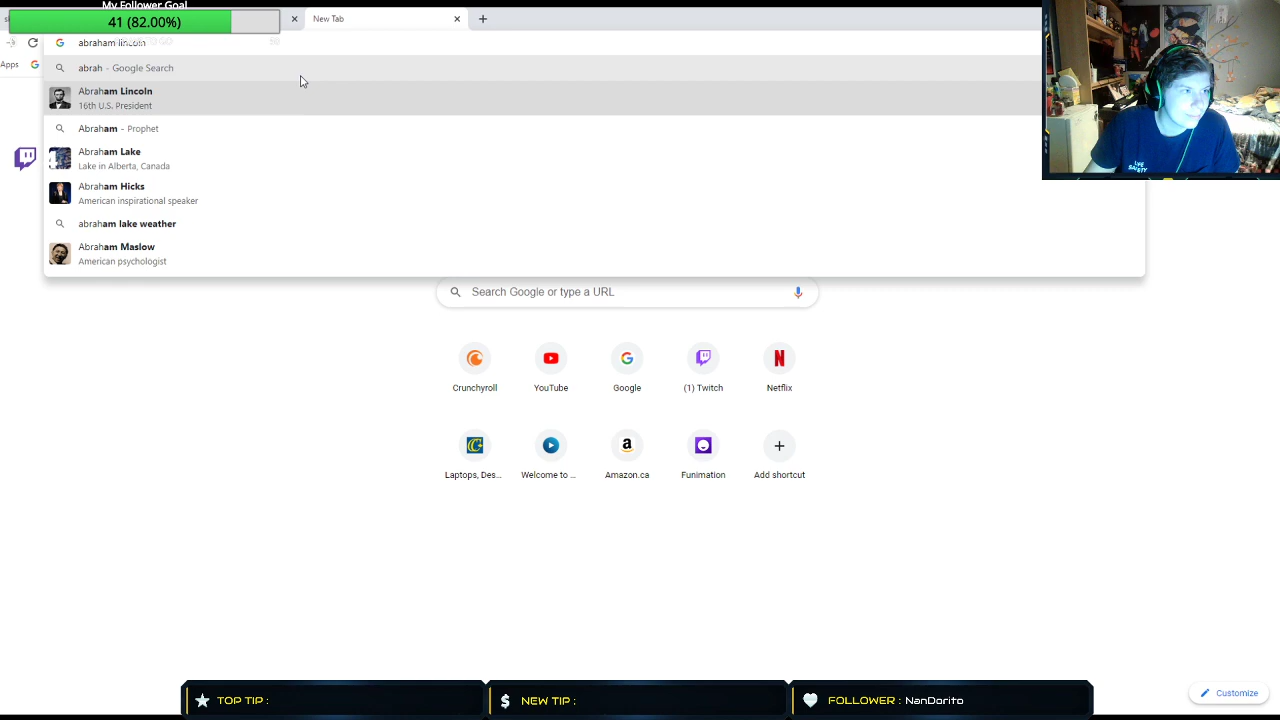 My Follower Goal
41 (82.00%)
New Tab
abraham lincoln
abrah - Google Search
Apps
Abraham Lincoln
16th U.S. President
Abraham - Prophet
Abraham Lake
Lake in Alberta, Canada
Abraham Hicks
American inspirational speaker
abraham lake weather
Abraham Maslow
American psychologist
Search Google or type a URL
Crunchyroll
YouTube
Google
(1) Twitch
Netflix
Laptops, Des...
Welcome to ...
Amazon.ca
Funimation
Add shortcut
TOP TIP :
NEW TIP :
FOLLOWER : NanDorito
Customize